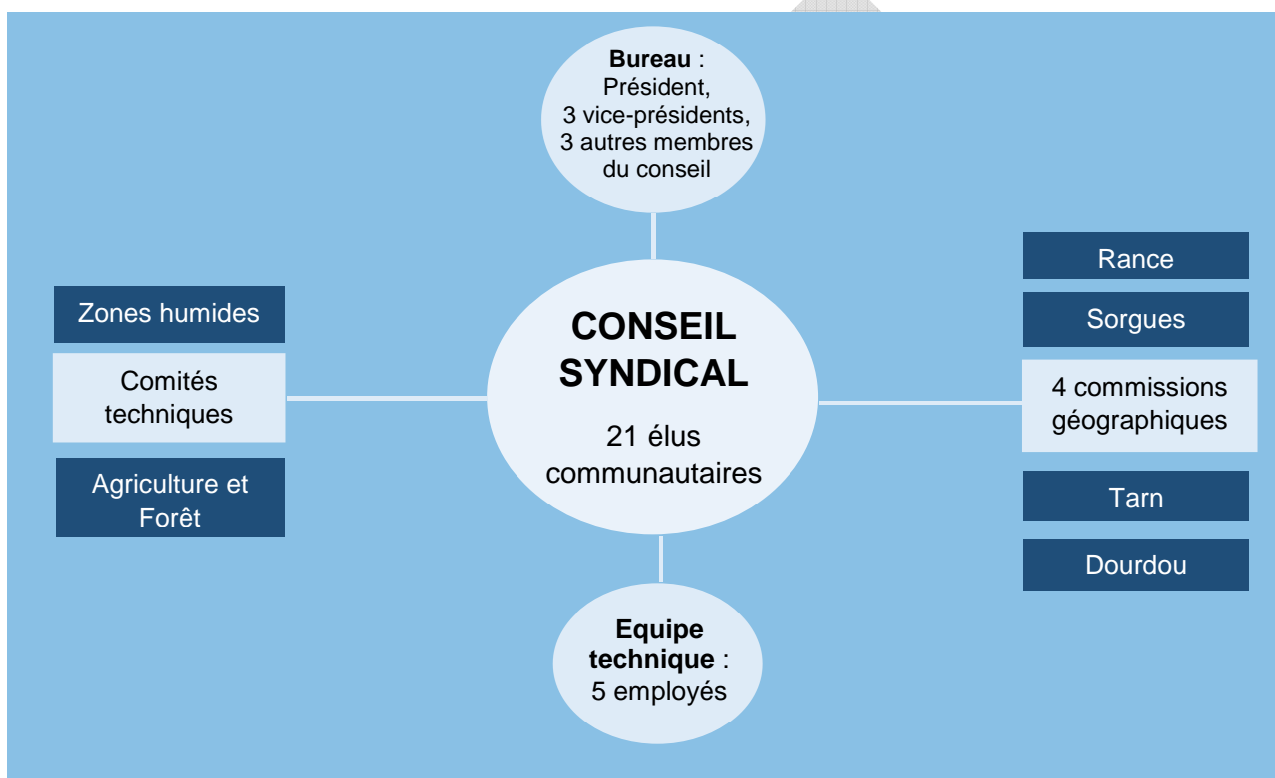 Bureau :
Président,
3 vice-présidents,
3 autres membres
du conseil
Zones humides
Comités
techniques
Agriculture et
Forêt
CONSEIL
SYNDICAL
21 élus
communautaires
Rance
Sorgues
4 commissions
géographiques
Tarn
Dourdou
Equipe
technique :
5 employés